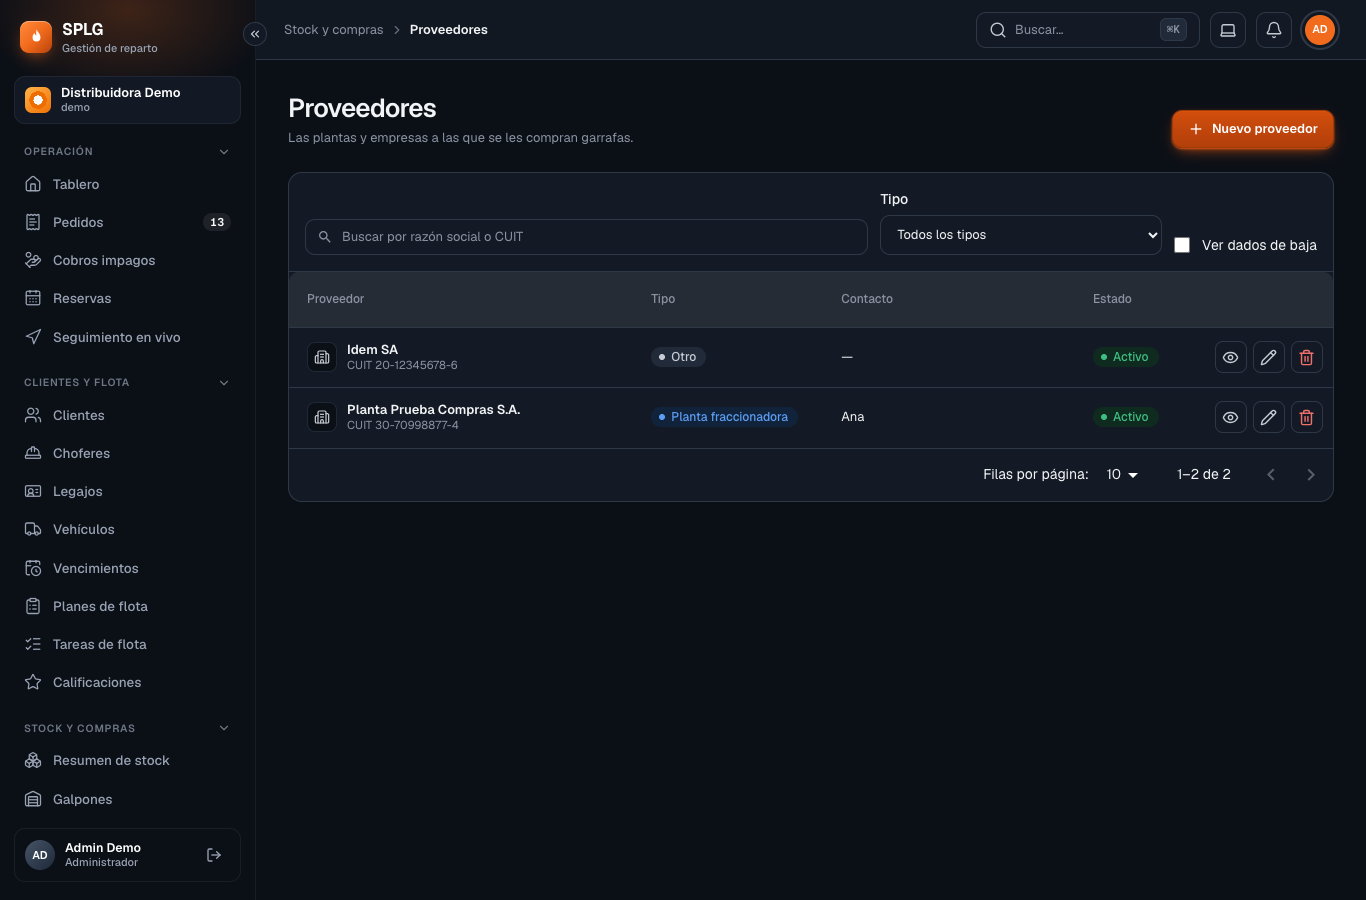 SPLG
Gestión de reparto
Distribuidora Demo
demo
OPERACIÓN
Tablero
Pedidos 13
Cobros impagos
Reservas
Seguimiento en vivo
CLIENTES Y FLOTA
Clientes
Choferes
Legajos
Vehículos
Vencimientos
Planes de flota
Tareas de flota
Calificaciones
STOCK Y COMPRAS
Resumen de stock
Galpones
AD
Admin Demo
Administrador
Stock y compras Proveedores
Buscar... ⌘K
AD
Proveedores
Las plantas y empresas a las que se les compran garrafas.
+ Nuevo proveedor
Tipo
Buscar por razón social o CUIT
Todos los tipos
Ver dados de baja
Proveedor Tipo Contacto Estado
Idem SA
CUIT 20-12345678-6
Otro — Activo
Planta Prueba Compras S.A.
CUIT 30-70998877-4
Planta fraccionadora Ana Activo
Filas por página: 10 1–2 de 2